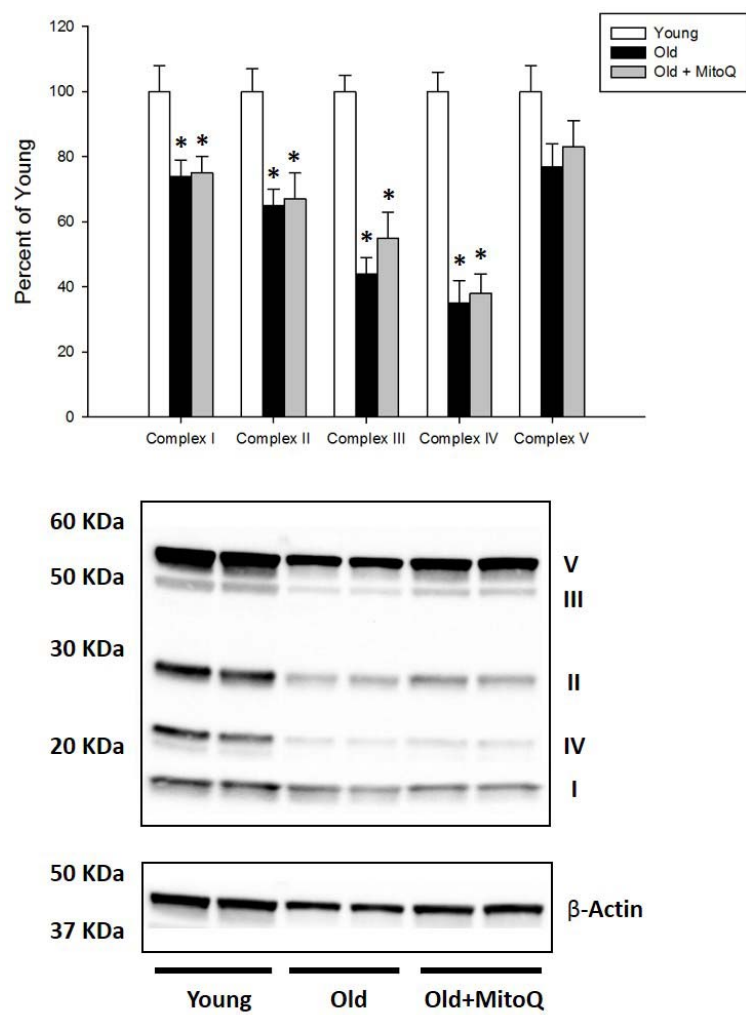 120
100
80
60
40
20
0
Percent of Young
Young
Old
Old + MitoQ
* *
* *
* *
* *
Complex I
Complex II
Complex III
Complex IV
Complex V
60 KDa
50 KDa
30 KDa
20 KDa
V
III
II
IV
I
50 KDa
37 KDa
β-Actin
Young
Old
Old+MitoQ